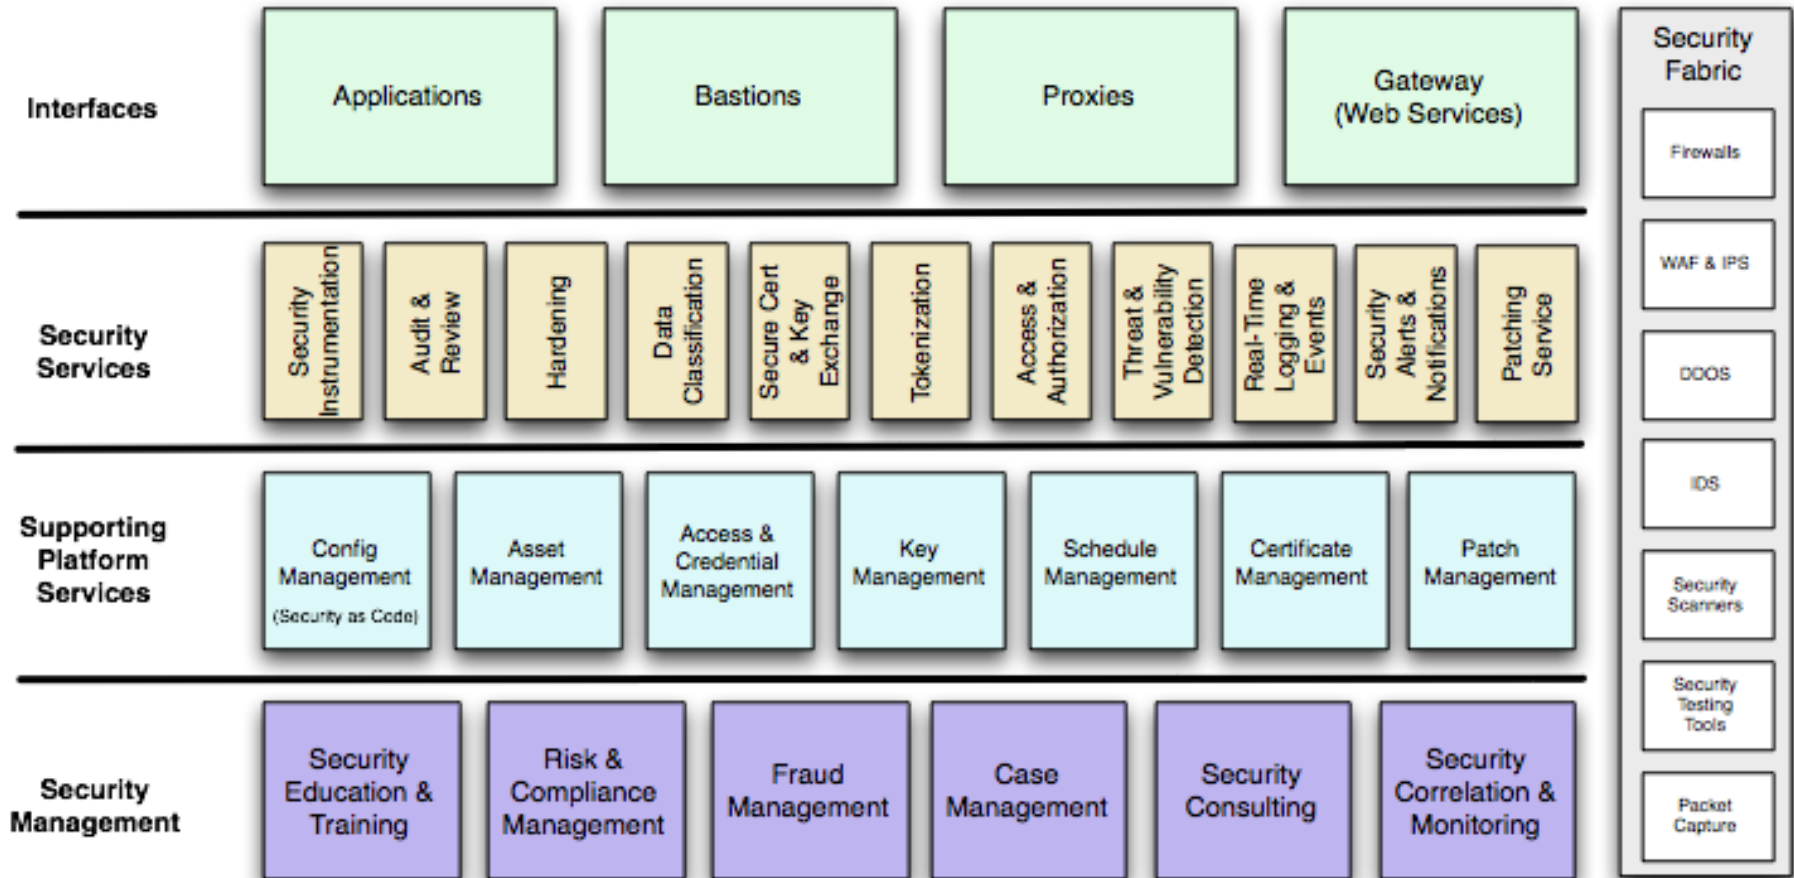 Interfaces
Applications
Bastions
Proxies
Gateway
(Web Services)
Security
Services
Security
Instrumentation
Audit &
Review
Hardening
Data
Classification
Secure Cert
& Key
Exchange
Tokenization
Access &
Authorization
Threat &
Vulnerability
Detection
Real-Time
Logging &
Events
Security
Alerts &
Notifications
Patching
Service
Supporting
Platform
Services
Config
Management
(Security as Code)
Asset
Management
Access &
Credential
Management
Key
Management
Schedule
Management
Certificate
Management
Patch
Management
Security
Management
Security
Education &
Training
Risk &
Compliance
Management
Fraud
Management
Case
Management
Security
Consulting
Security
Correlation &
Monitoring
Security
Fabric
Firewalls
WAF & IPS
DDOS
IDS
Security
Scanners
Security
Testing
Tools
Packet
Capture